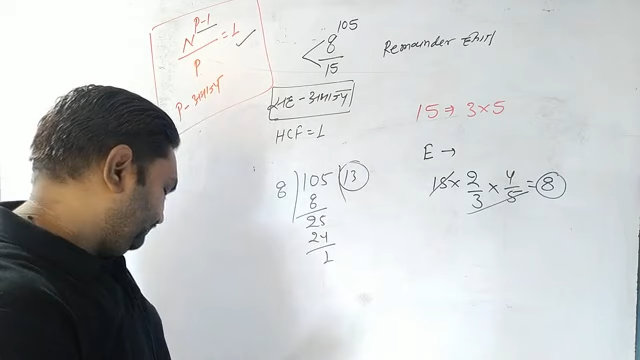 N^(P-1)/P = 1 ✓
P - अभाज्य
8^105/15
Remainder
सह - अभाज्य
HCF = 1
8 | 105 | 13
8
25
24
1
15 ⇒ 3 × 5
E →
15 × 2/3 × 4/5 = 8